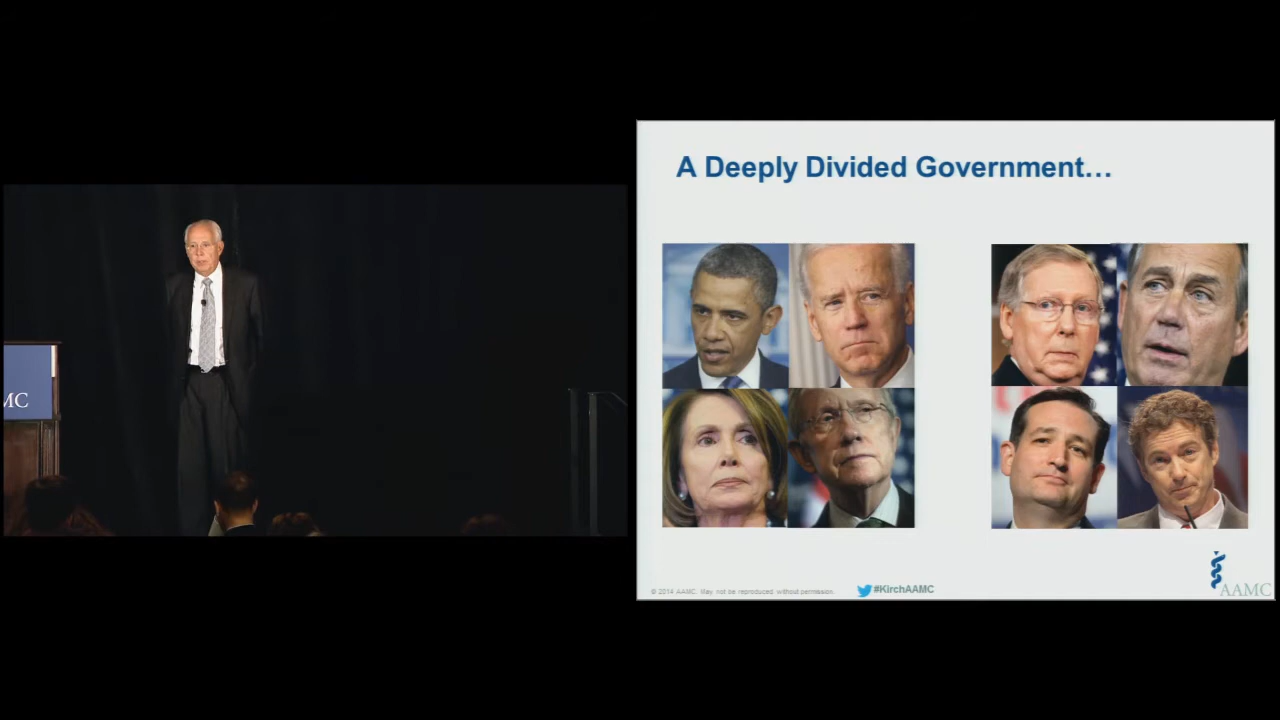 MC
A Deeply Divided Government...
© 2014 AAMC. May not be reproduced without permission.
#KirchAAMC
AAMC